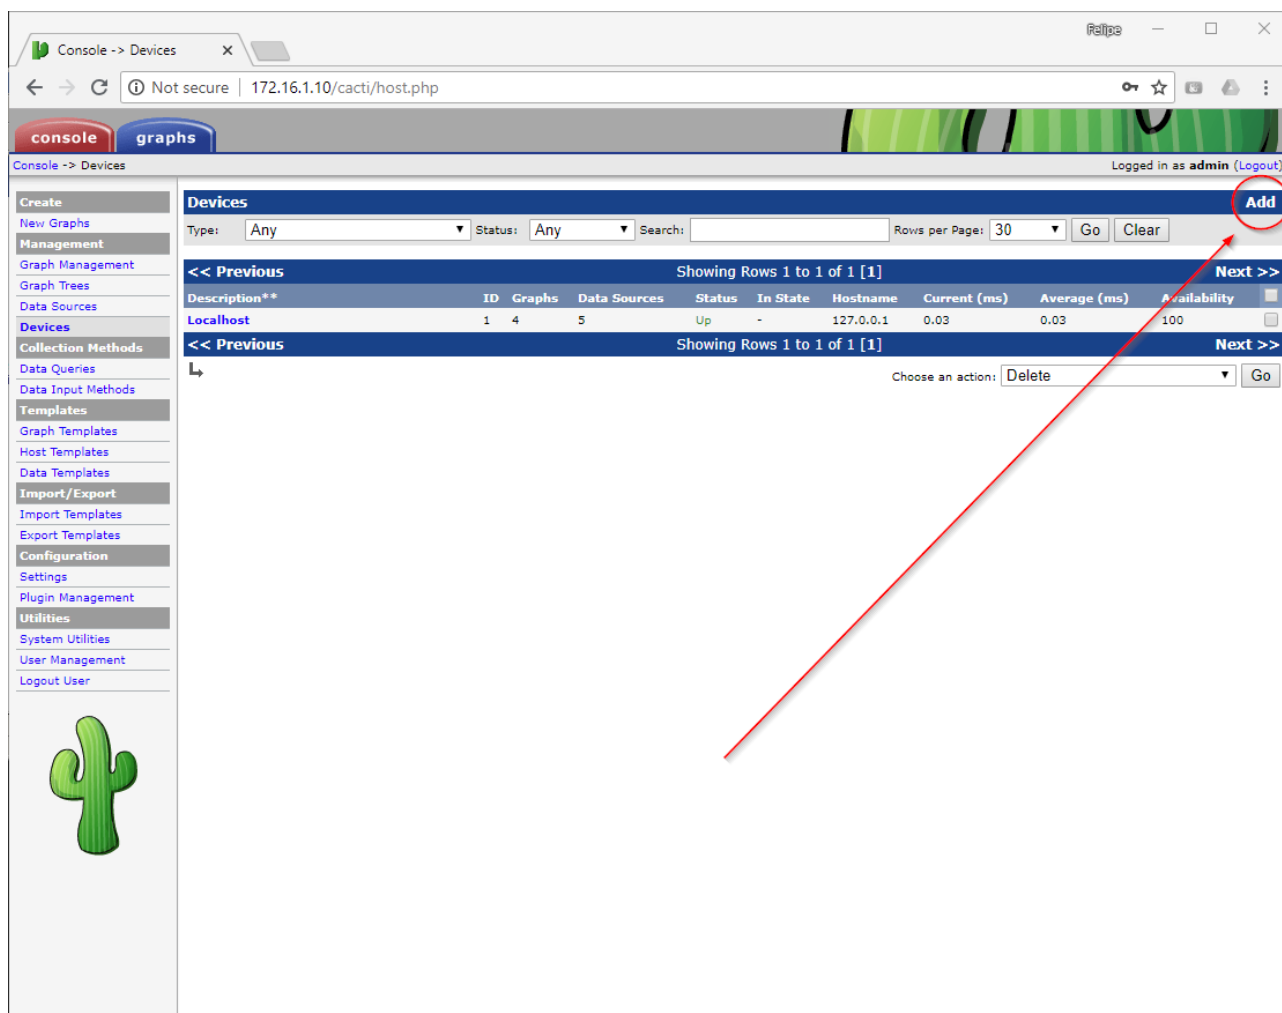 Felipe
Console -> Devices
Not secure | 172.16.1.10/cacti/host.php
console graphs
Console -> Devices Logged in as admin (Logout)
Create
New Graphs
Management
Graph Management
Graph Trees
Data Sources
Devices
Collection Methods
Data Queries
Data Input Methods
Templates
Graph Templates
Host Templates
Data Templates
Import/Export
Import Templates
Export Templates
Configuration
Settings
Plugin Management
Utilities
System Utilities
User Management
Logout User
Devices Add
Type: Any Status: Any Search: Rows per Page: 30 Go Clear
<< Previous Showing Rows 1 to 1 of 1 [1] Next >>
Description** ID Graphs Data Sources Status In State Hostname Current (ms) Average (ms) Availability
Localhost 1 4 5 Up - 127.0.0.1 0.03 0.03 100
<< Previous Showing Rows 1 to 1 of 1 [1] Next >>
Choose an action: Delete Go